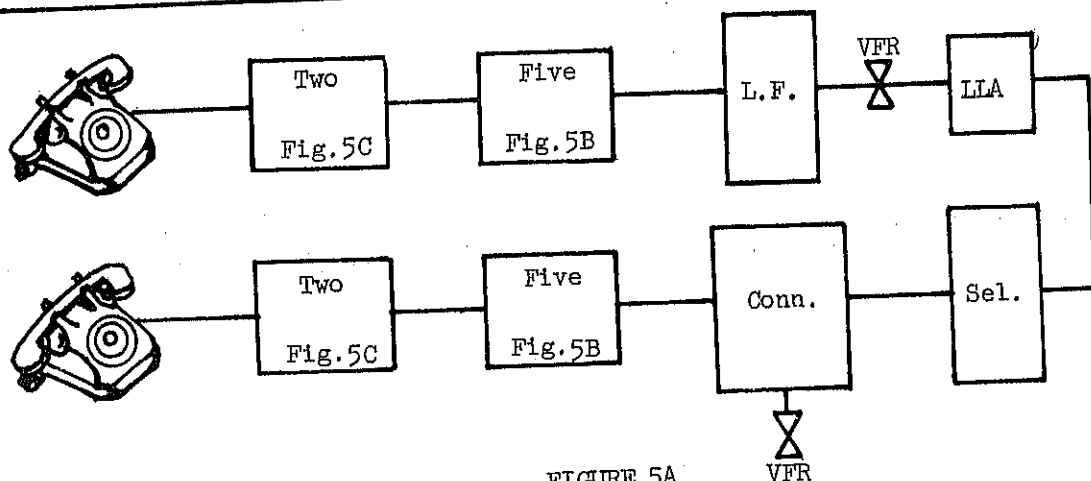 Two
Fig.5C
Five
Fig.5B
L.F.
VFR
LLA
Two
Fig.5C
Five
Fig.5B
Conn.
Sel.
VFR
FIGURE 5A